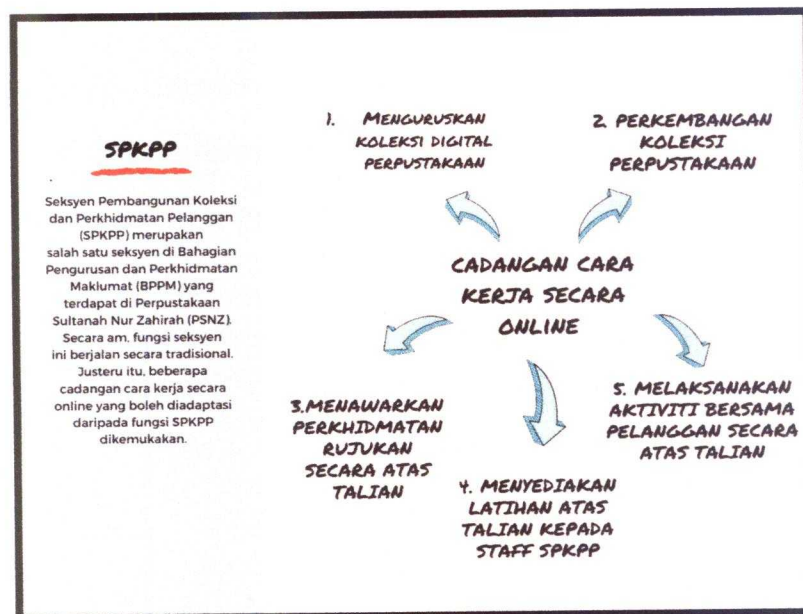 SPKPP
Seksyen Pembangunan Koleksi
dan Perkhidmatan Pelanggan
(SPKPP) merupakan
salah satu seksyen di Bahagian
Pengurusan dan Perkhidmatan
Maklumat (BPPM) yang
terdapat di Perpustakaan
Sultanah Nur Zahirah (PSNZ).
Secara am, fungsi seksyen
ini berjalan secara tradisional.
Justeru itu, beberapa
cadangan cara kerja secara
online yang boleh diadaptasi
daripada fungsi SPKPP
dikemukakan.
1. MENGURUSKAN
KOLEKSI DIGITAL
PERPUSTAKAAN
2. PERKEMBANGAN
KOLEKSI
PERPUSTAKAAN
CADANGAN CARA
KERJA SECARA
ONLINE
3.MENAWARKAN
PERKHIDMATAN
RUJUKAN
SECARA ATAS
TALIAN
4. MENYEDIAKAN
LATIHAN ATAS
TALIAN KEPADA
STAFF SPKPP
5. MELAKSANAKAN
AKTIVITI BERSAMA
PELANGGAN SECARA
ATAS TALIAN